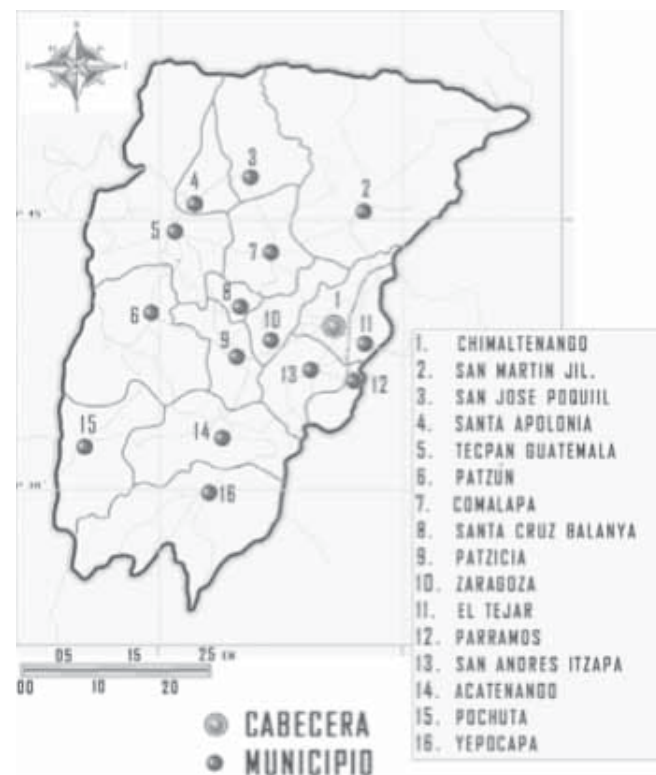 3
4
2
5
7
8
1
6
10
11
9
13
12
15
14
16
1. CHIMALTENANGO
2. SAN MARTIN JIL.
3. SAN JOSE POQUIIL
4. SANTA APOLONIA
5. TECPAN GUATEMALA
6. PATZÚN
7. COMALAPA
8. SANTA CRUZ BALANYA
9. PATZICIA
10. ZARAGOZA
11. EL TEJAR
12. PARRAMOS
13. SAN ANDRES ITZAPA
14. ACATENANGO
15. POCHUTA
16. YEPOCAPA
05 15 25 KM
00 10 20
CABECERA
MUNICIPIO